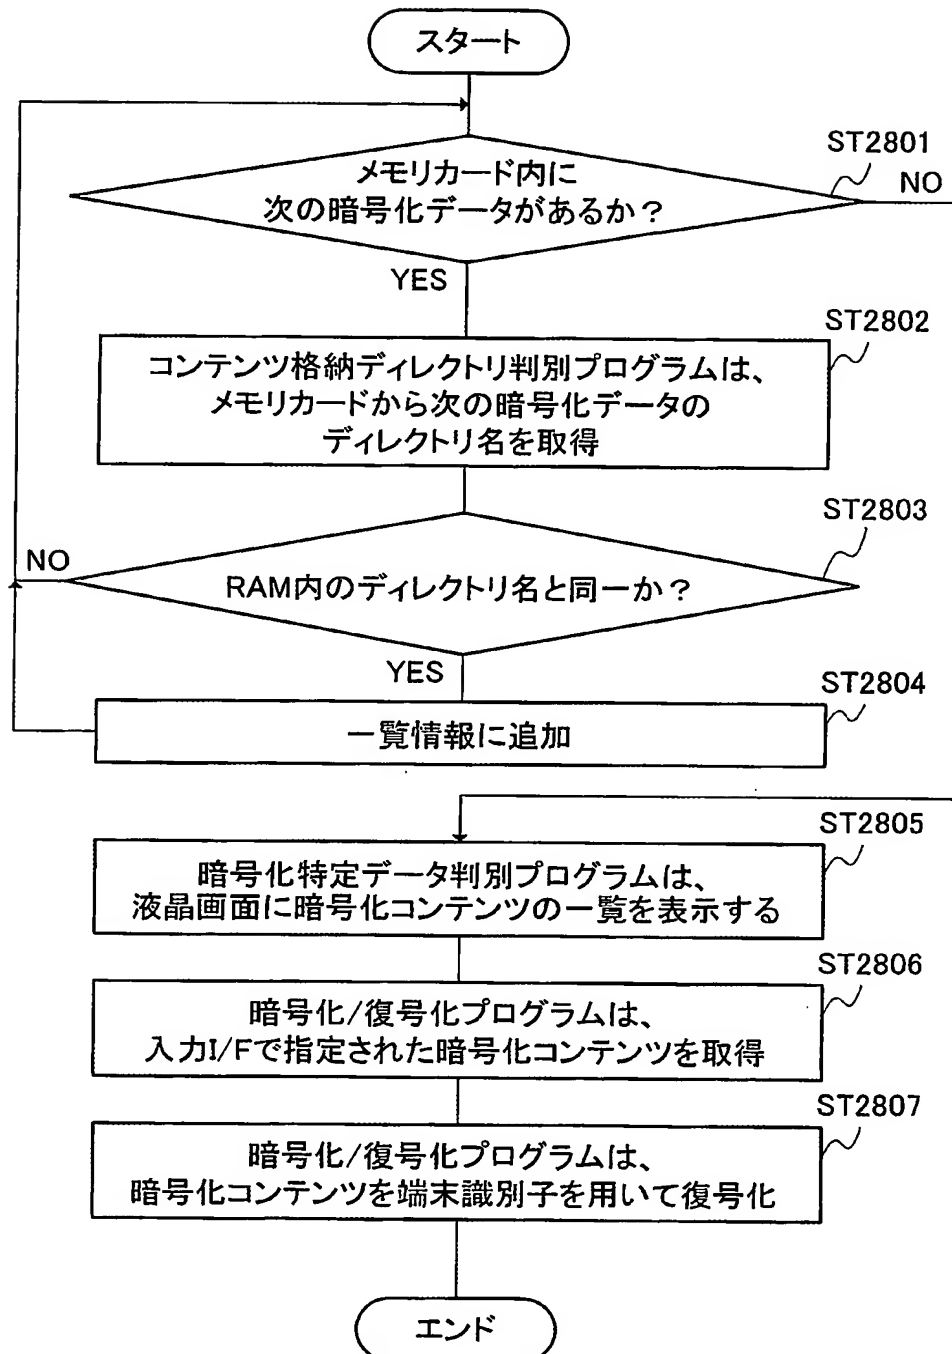 スタート
ST2801
メモリカード内に
次の暗号化データがあるか?
NO
YES
ST2802
コンテンツ格納ディレクトリ判別プログラムは、
メモリカードから次の暗号化データの
ディレクトリ名を取得
ST2803
NO
RAM内のディレクトリ名と同一か?
YES
ST2804
一覧情報に追加
ST2805
暗号化特定データ判別プログラムは、
液晶画面に暗号化コンテンツの一覧を表示する
ST2806
暗号化/復号化プログラムは、
入力I/Fで指定された暗号化コンテンツを取得
ST2807
暗号化/復号化プログラムは、
暗号化コンテンツを端末識別子を用いて復号化
エンド